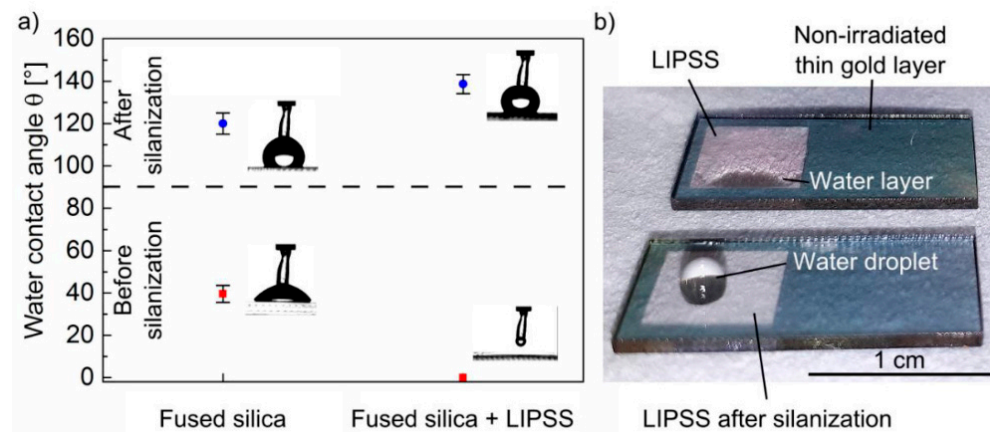 a)
Water contact angle θ [°]
After
silanization
Before
silanization
160
140
120
100
80
60
40
20
0
Fused silica
Fused silica + LIPSS
b)
LIPSS
Non-irradiated
thin gold layer
Water layer
Water droplet
1 cm
LIPSS after silanization